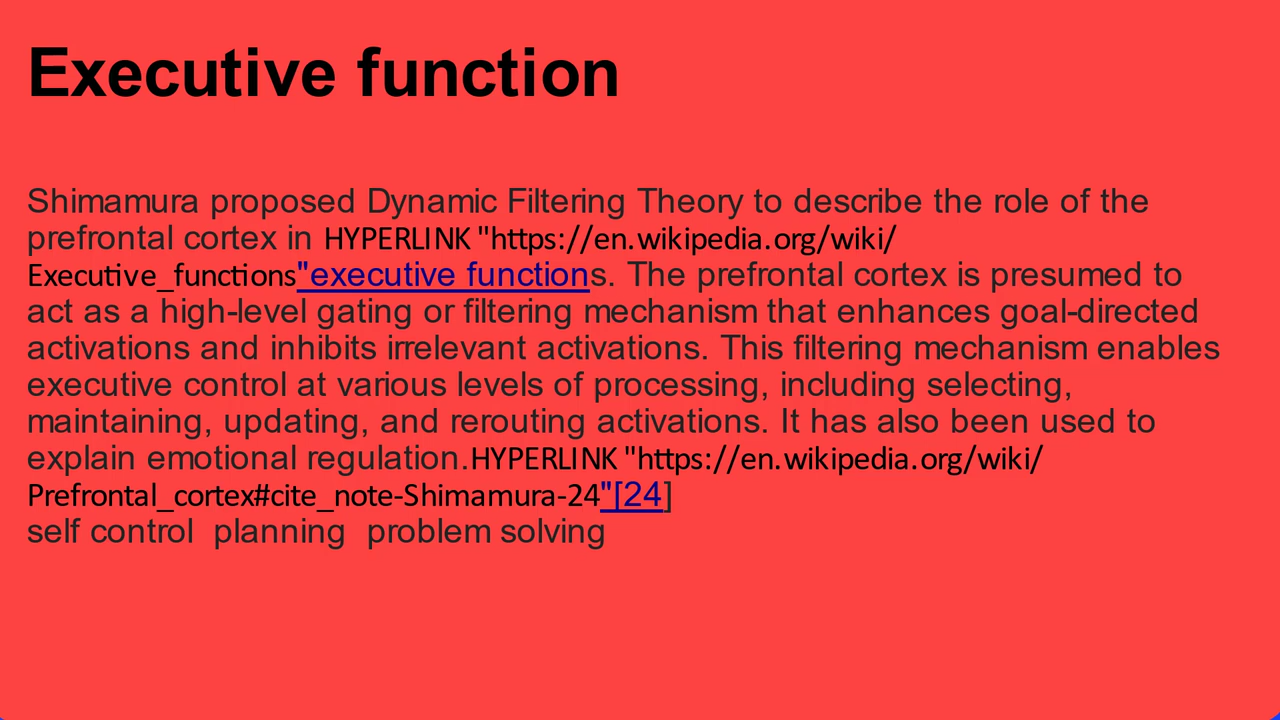 Executive function
Shimamura proposed Dynamic Filtering Theory to describe the role of the
prefrontal cortex in HYPERLINK "https://en.wikipedia.org/wiki/
Executive_functions"executive functions. The prefrontal cortex is presumed to
act as a high-level gating or filtering mechanism that enhances goal-directed
activations and inhibits irrelevant activations. This filtering mechanism enables
executive control at various levels of processing, including selecting,
maintaining, updating, and rerouting activations. It has also been used to
explain emotional regulation.HYPERLINK "https://en.wikipedia.org/wiki/
Prefrontal_cortex#cite_note-Shimamura-24"[24]
self control  planning  problem solving